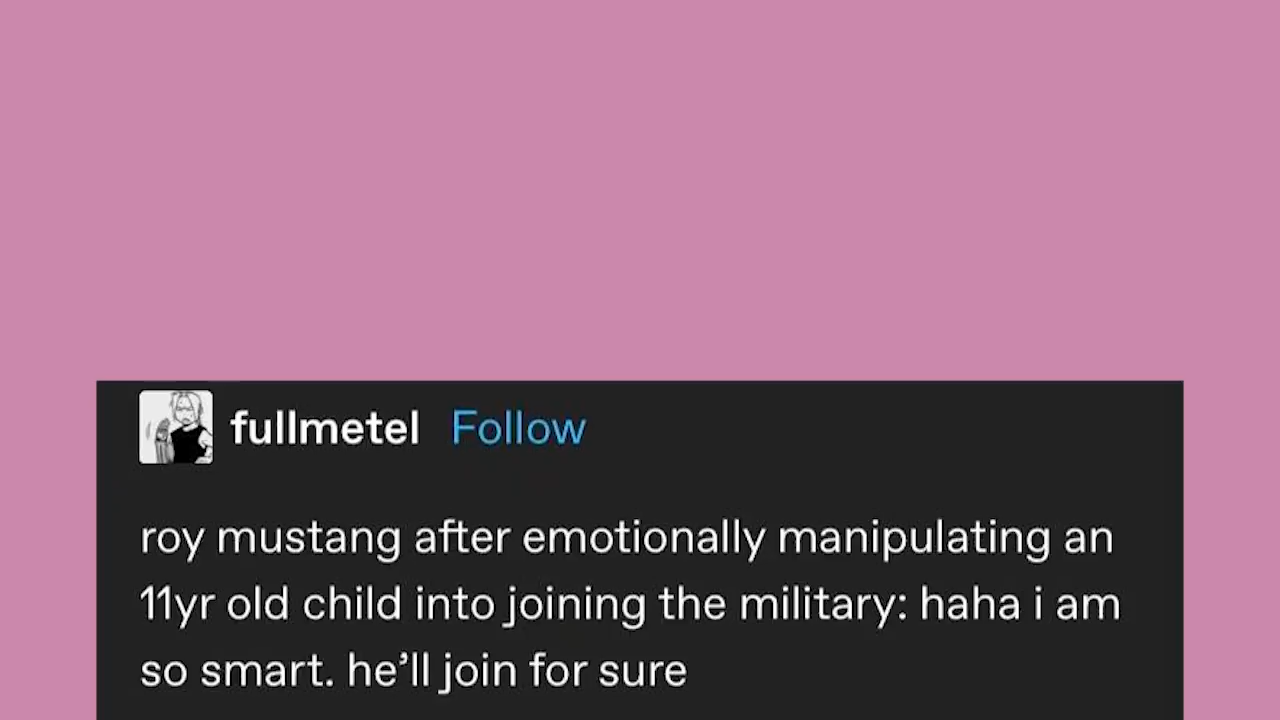 fullmetel Follow
roy mustang after emotionally manipulating an
11yr old child into joining the military: haha i am
so smart. he’ll join for sure